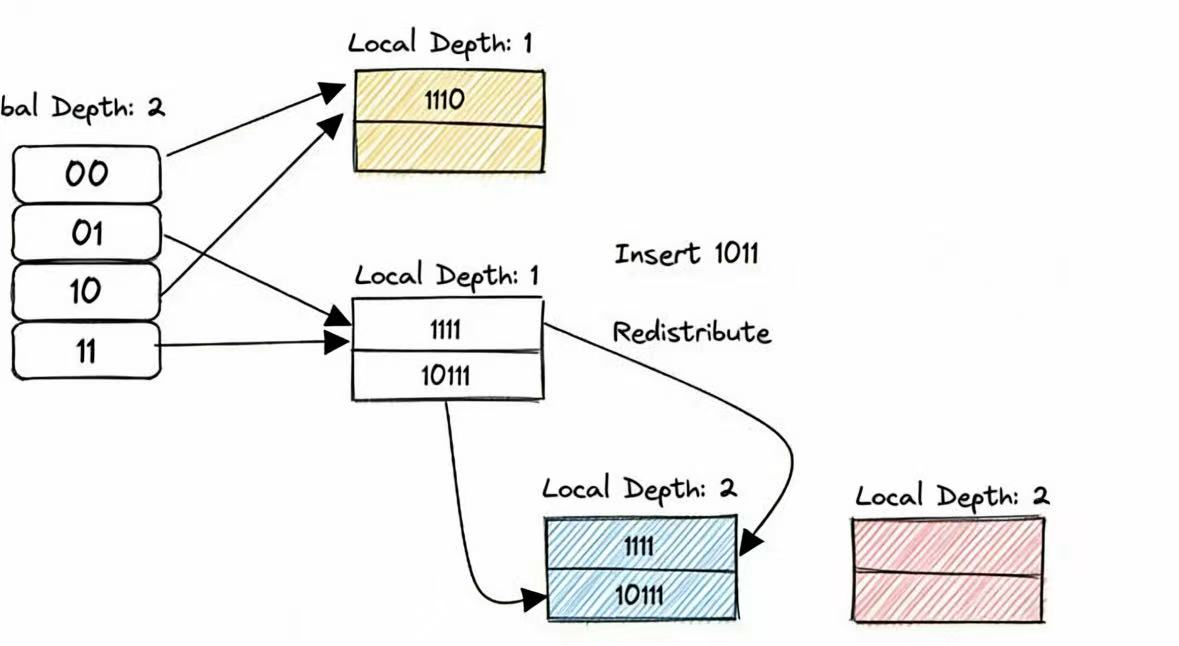 Local Depth: 1
1110
bal Depth: 2
00
01
10
11
Insert 1011
Local Depth: 1
1111
10111
Redistribute
Local Depth: 2
1111
10111
Local Depth: 2